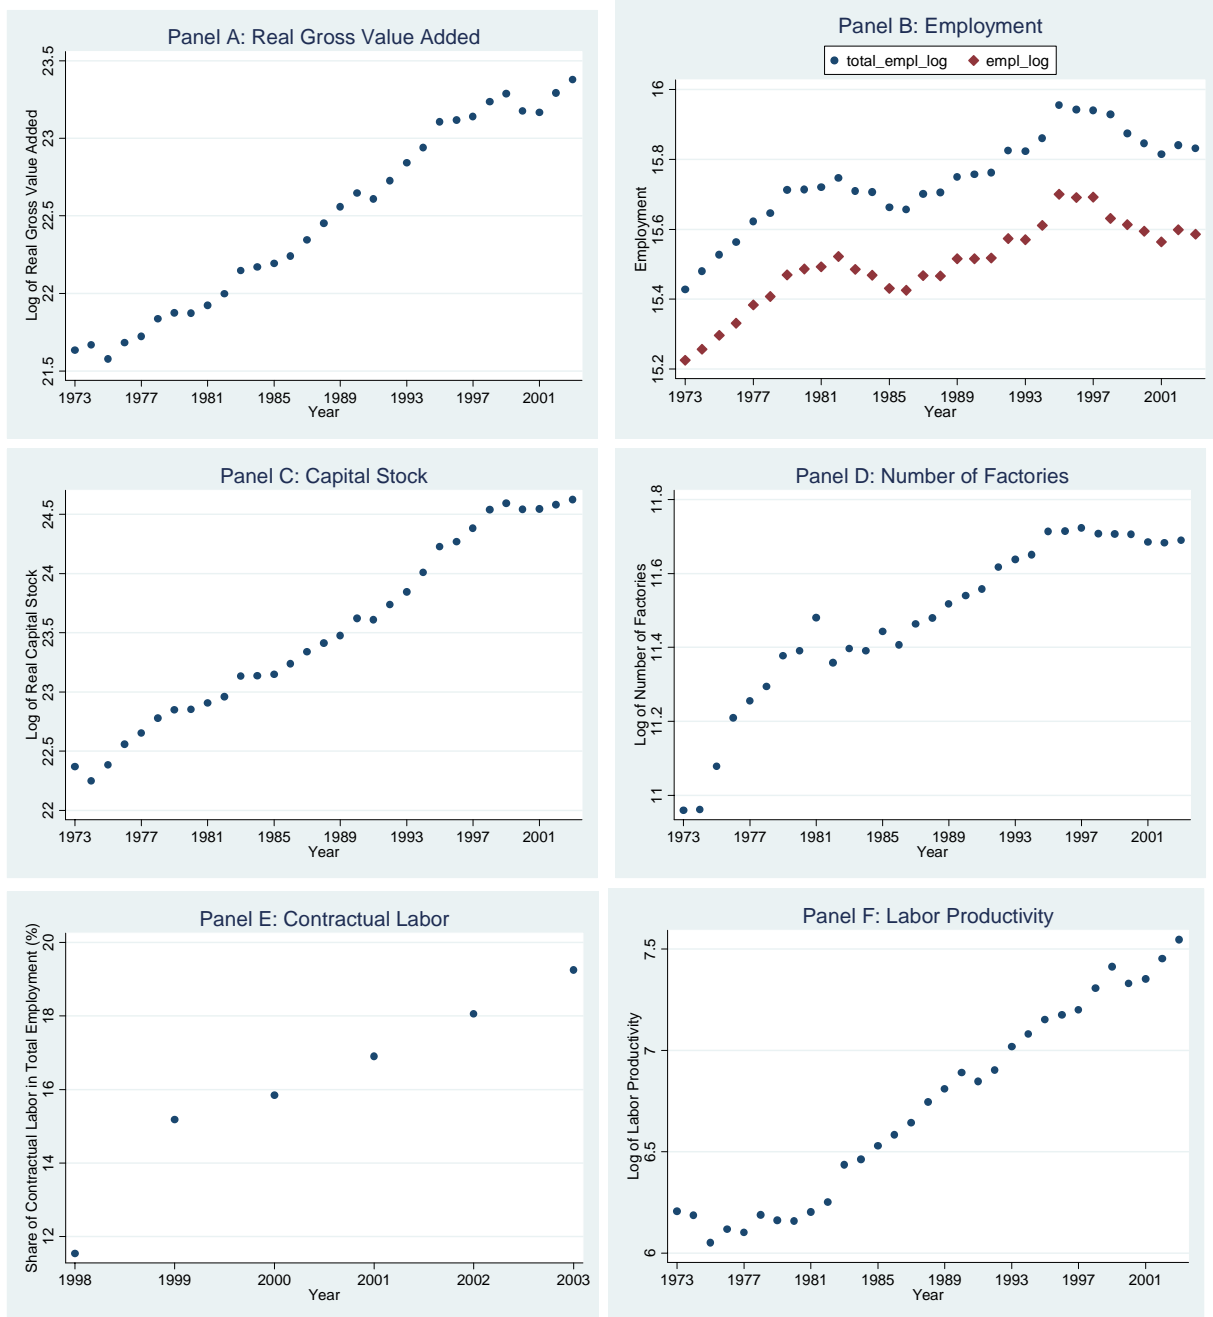 Panel A: Real Gross Value Added
Log of Real Gross Value Added
23.5
23
22.5
22
21.5
1973 1977 1981 1985 1989 1993 1997 2001
Year
Panel B: Employment
total_empl_log empl_log
Employment
16
15.8
15.6
15.4
15.2
1973 1977 1981 1985 1989 1993 1997 2001
Year
Panel C: Capital Stock
Log of Real Capital Stock
24.5
24
23.5
23
22.5
22
1973 1977 1981 1985 1989 1993 1997 2001
Year
Panel D: Number of Factories
Log of Number of Factories
11.8
11.6
11.4
11.2
11
1973 1977 1981 1985 1989 1993 1997 2001
Year
Panel E: Contractual Labor
Share of Contractual Labor in Total Employment (%)
20
18
16
14
12
1998 1999 2000 2001 2002 2003
Year
Panel F: Labor Productivity
Log of Labor Productivity
7.5
7
6.5
6
1973 1977 1981 1985 1989 1993 1997 2001
Year